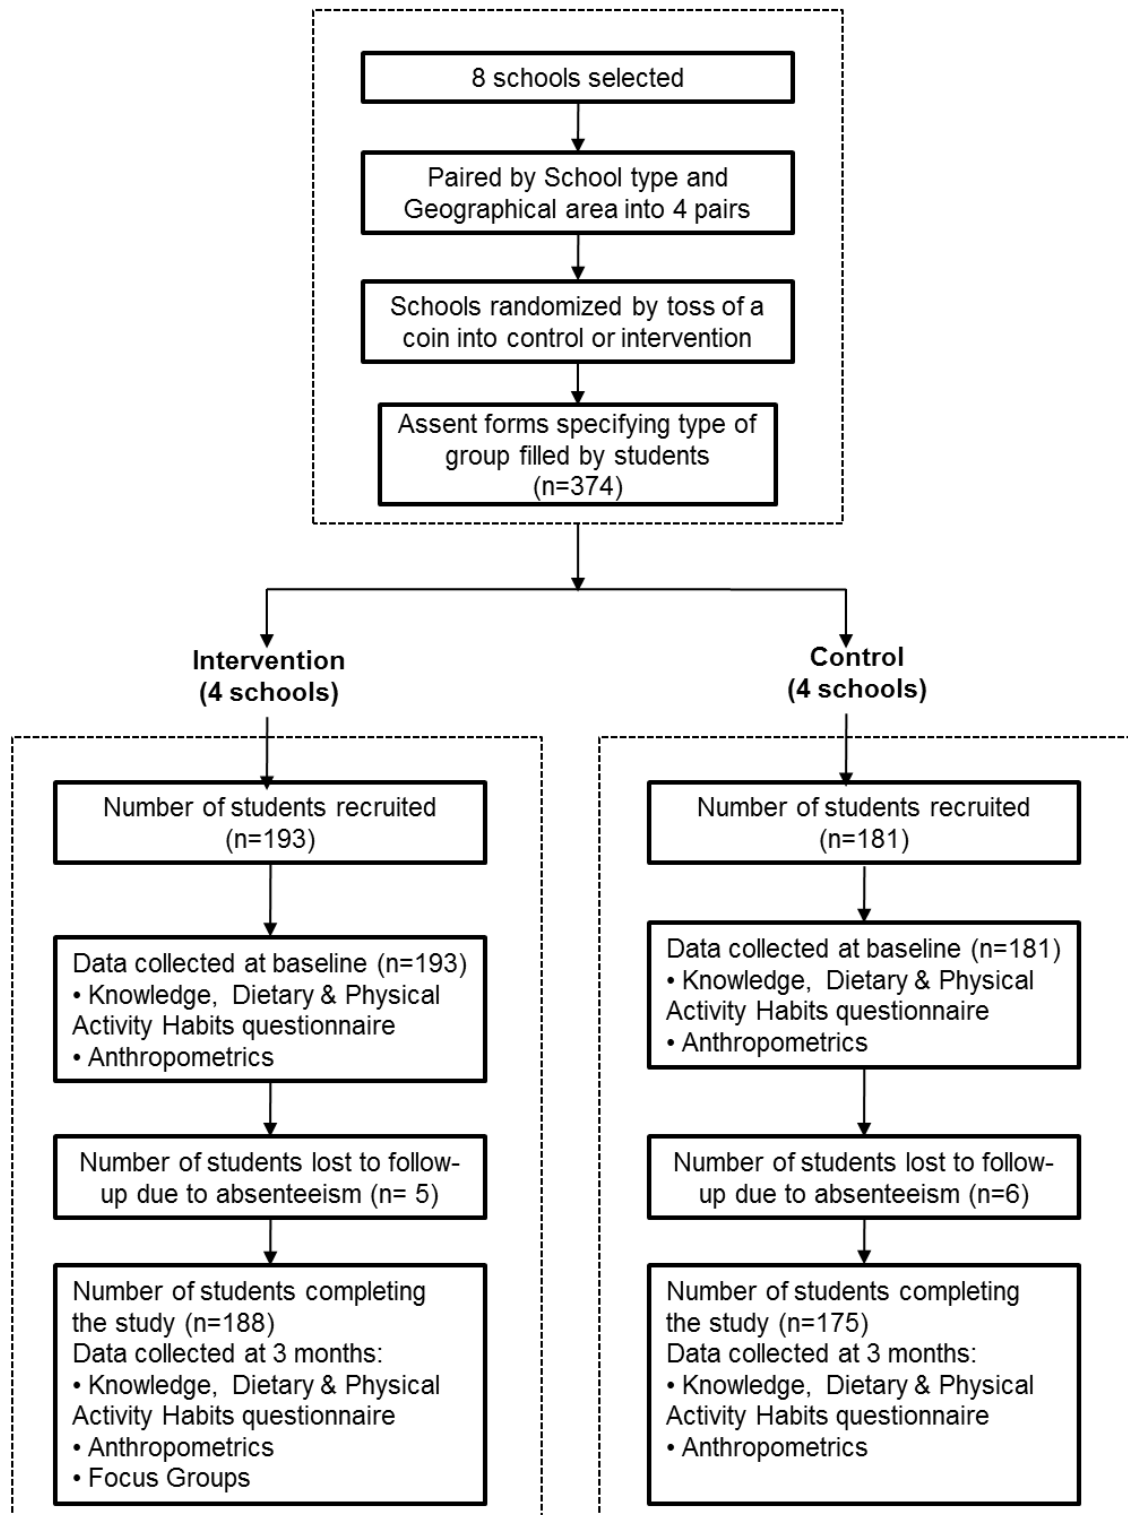 8 schools selected
Paired by School type and
Geographical area into 4 pairs
Schools randomized by toss of a
coin into control or intervention
Assent forms specifying type of
group filled by students
(n=374)
Intervention
(4 schools)
Control
(4 schools)
Number of students recruited
(n=193)
Data collected at baseline (n=193)
• Knowledge, Dietary & Physical
Activity Habits questionnaire
• Anthropometrics
Number of students lost to follow-
up due to absenteeism (n= 5)
Number of students completing
the study (n=188)
Data collected at 3 months:
• Knowledge, Dietary & Physical
Activity Habits questionnaire
• Anthropometrics
• Focus Groups
Number of students recruited
(n=181)
Data collected at baseline (n=181)
• Knowledge, Dietary & Physical
Activity Habits questionnaire
• Anthropometrics
Number of students lost to follow-
up due to absenteeism (n=6)
Number of students completing
the study (n=175)
Data collected at 3 months:
• Knowledge, Dietary & Physical
Activity Habits questionnaire
• Anthropometrics